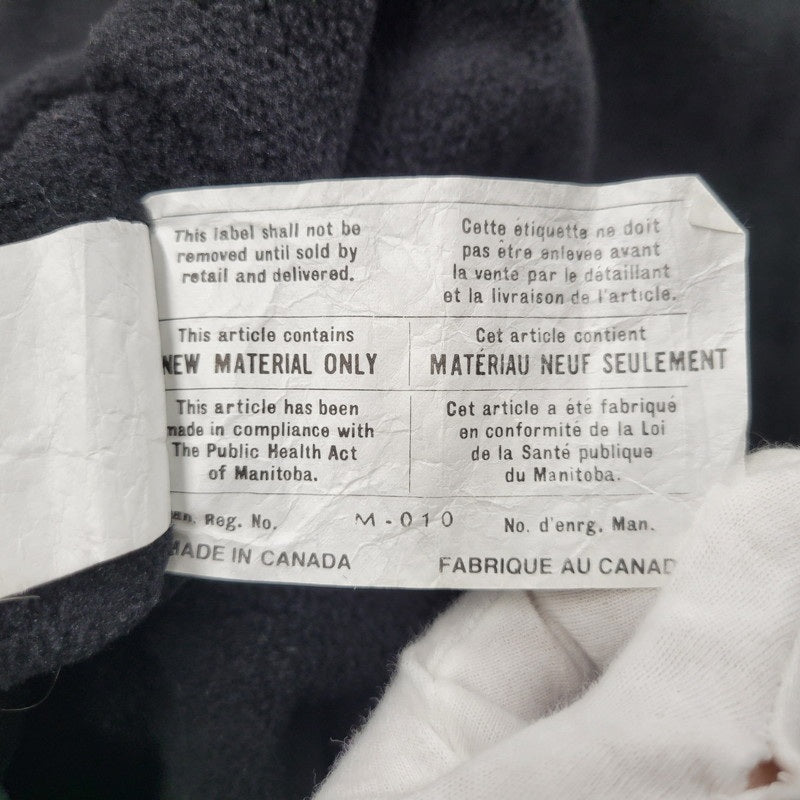 This label shall not be
removed until sold by
retail and delivered.
Cette étiquette ne doit
pas être enlevée avant
la vente par le détaillant
et la livraison de l'article.
This article contains
NEW MATERIAL ONLY
Cet article contient
MATÉRIAU NEUF SEULEMENT
This article has been
made in compliance with
The Public Health Act
of Manitoba.
Cet article a été fabriqué
en conformité de la Loi
de la Santé publique
du Manitoba.
an. Reg. No.
M-010
No. d'enrg. Man.
MADE IN CANADA
FABRIQUE AU CANAD